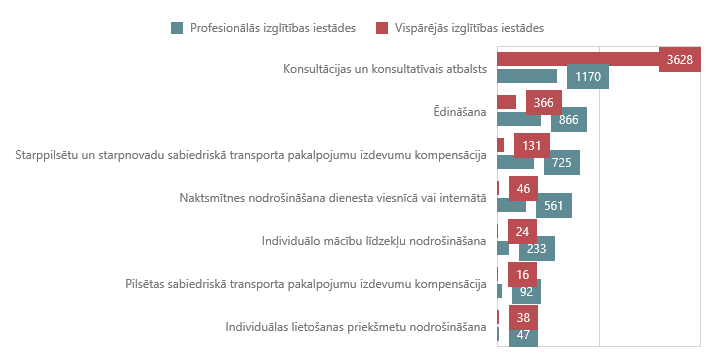 Profesionālās izglītības iestādes Vispārējās izglītības iestādes
Konsultācijas un konsultatīvais atbalsts 3628
1170
Ēdināšana 366
866
Starppilsētu un starpnovadu sabiedriskā transporta pakalpojumu izdevumu kompensācija 131
725
Naktsmītnes nodrošināšana dienesta viesnīcā vai internātā 46
561
Individuālo mācību līdzekļu nodrošināšana 24
233
Pilsētas sabiedriskā transporta pakalpojumu izdevumu kompensācija 16
92
Individuālas lietošanas priekšmetu nodrošināšana 38
47